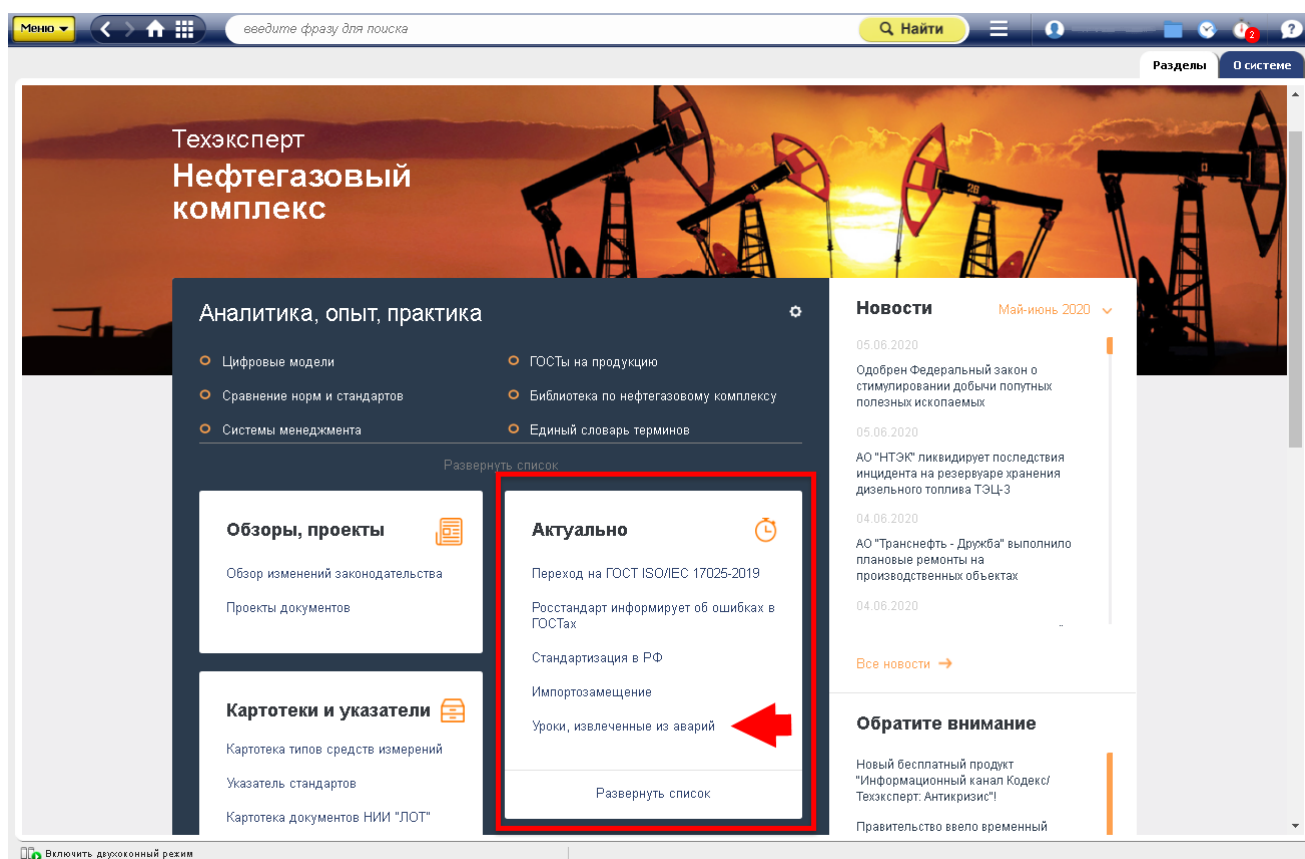 Меню
введите фразу для поиска
Найти
2
?
Разделы
О системе
Техэксперт
Нефтегазовый
комплекс
Аналитика, опыт, практика
Цифровые модели
ГОСТы на продукцию
Сравнение норм и стандартов
Библиотека по нефтегазовому комплексу
Системы менеджмента
Единый словарь терминов
Развернуть список
Обзоры, проекты
Обзор изменений законодательства
Проекты документов
Картотеки и указатели
Картотека типов средств измерений
Указатель стандартов
Картотека документов НИИ "ЛОТ"
Актуально
Переход на ГОСТ ISO/IEC 17025-2019
Росстандарт информирует об ошибках в
ГОСТах
Стандартизация в РФ
Импортозамещение
Уроки, извлеченные из аварий
Развернуть список
Новости
Май-июнь 2020
05.06.2020
Одобрен Федеральный закон о
стимулировании добычи попутных
полезных ископаемых
05.06.2020
АО "НТЭК" ликвидирует последствия
инцидента на резервуаре хранения
дизельного топлива ТЭЦ-3
04.06.2020
АО "Транснефть - Дружба" выполнило
плановые ремонты на
производственных объектах
04.06.2020
Все новости
Обратите внимание
Новый бесплатный продукт
"Информационный канал Кодекс/
Техэксперт: Антикризис"!
Правительство ввело временный
Включить двухоконный режим